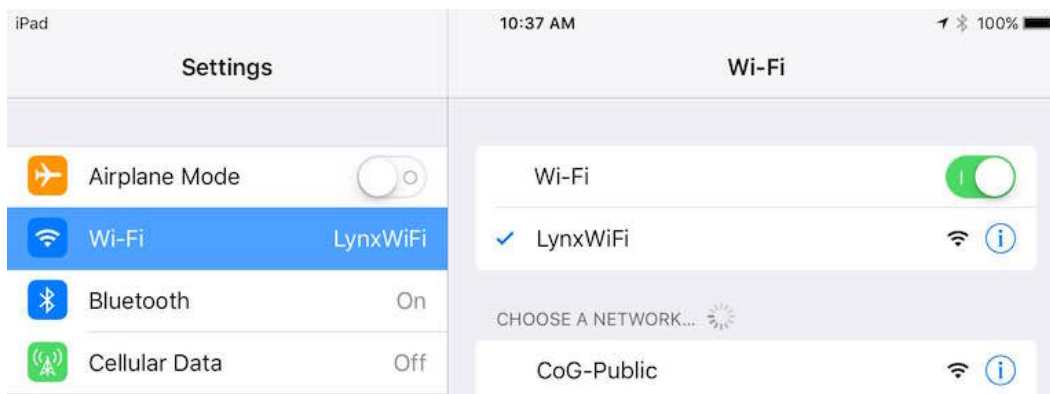 iPad
10:37 AM
100%
Settings
Wi-Fi
Airplane Mode
Wi-Fi LynxWiFi
Bluetooth On
Cellular Data Off
Wi-Fi
LynxWiFi
CHOOSE A NETWORK...
CoG-Public